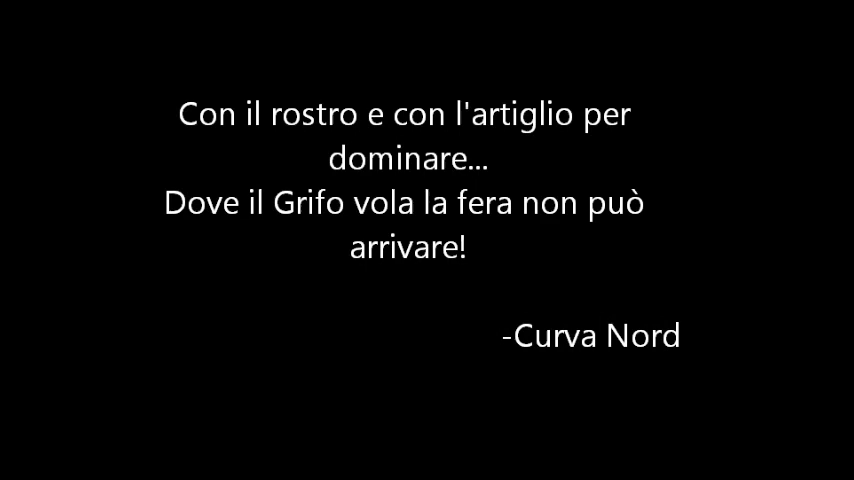 Con il rostro e con l'artiglio per
dominare...
Dove il Grifo vola la fera non può
arrivare!
-Curva Nord